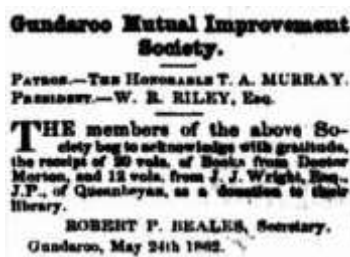 Gundaroo Mutual Improvement
Society.
PATRON.—THE HONORABLE T. A. MURRAY.
PRESIDENT.—W. R. RILEY, Esq.
THE members of the above So-
ciety beg to acknowledge with gratitude,
the receipt of 20 vols. of Books from Doctor
Morton, and 12 vols. from J. J. Wright, Esq.,
J.P., of Queanbeyan, as a donation to their
library.
ROBERT P. BEALES, Secretary.
Gundaroo, May 24th 1862.